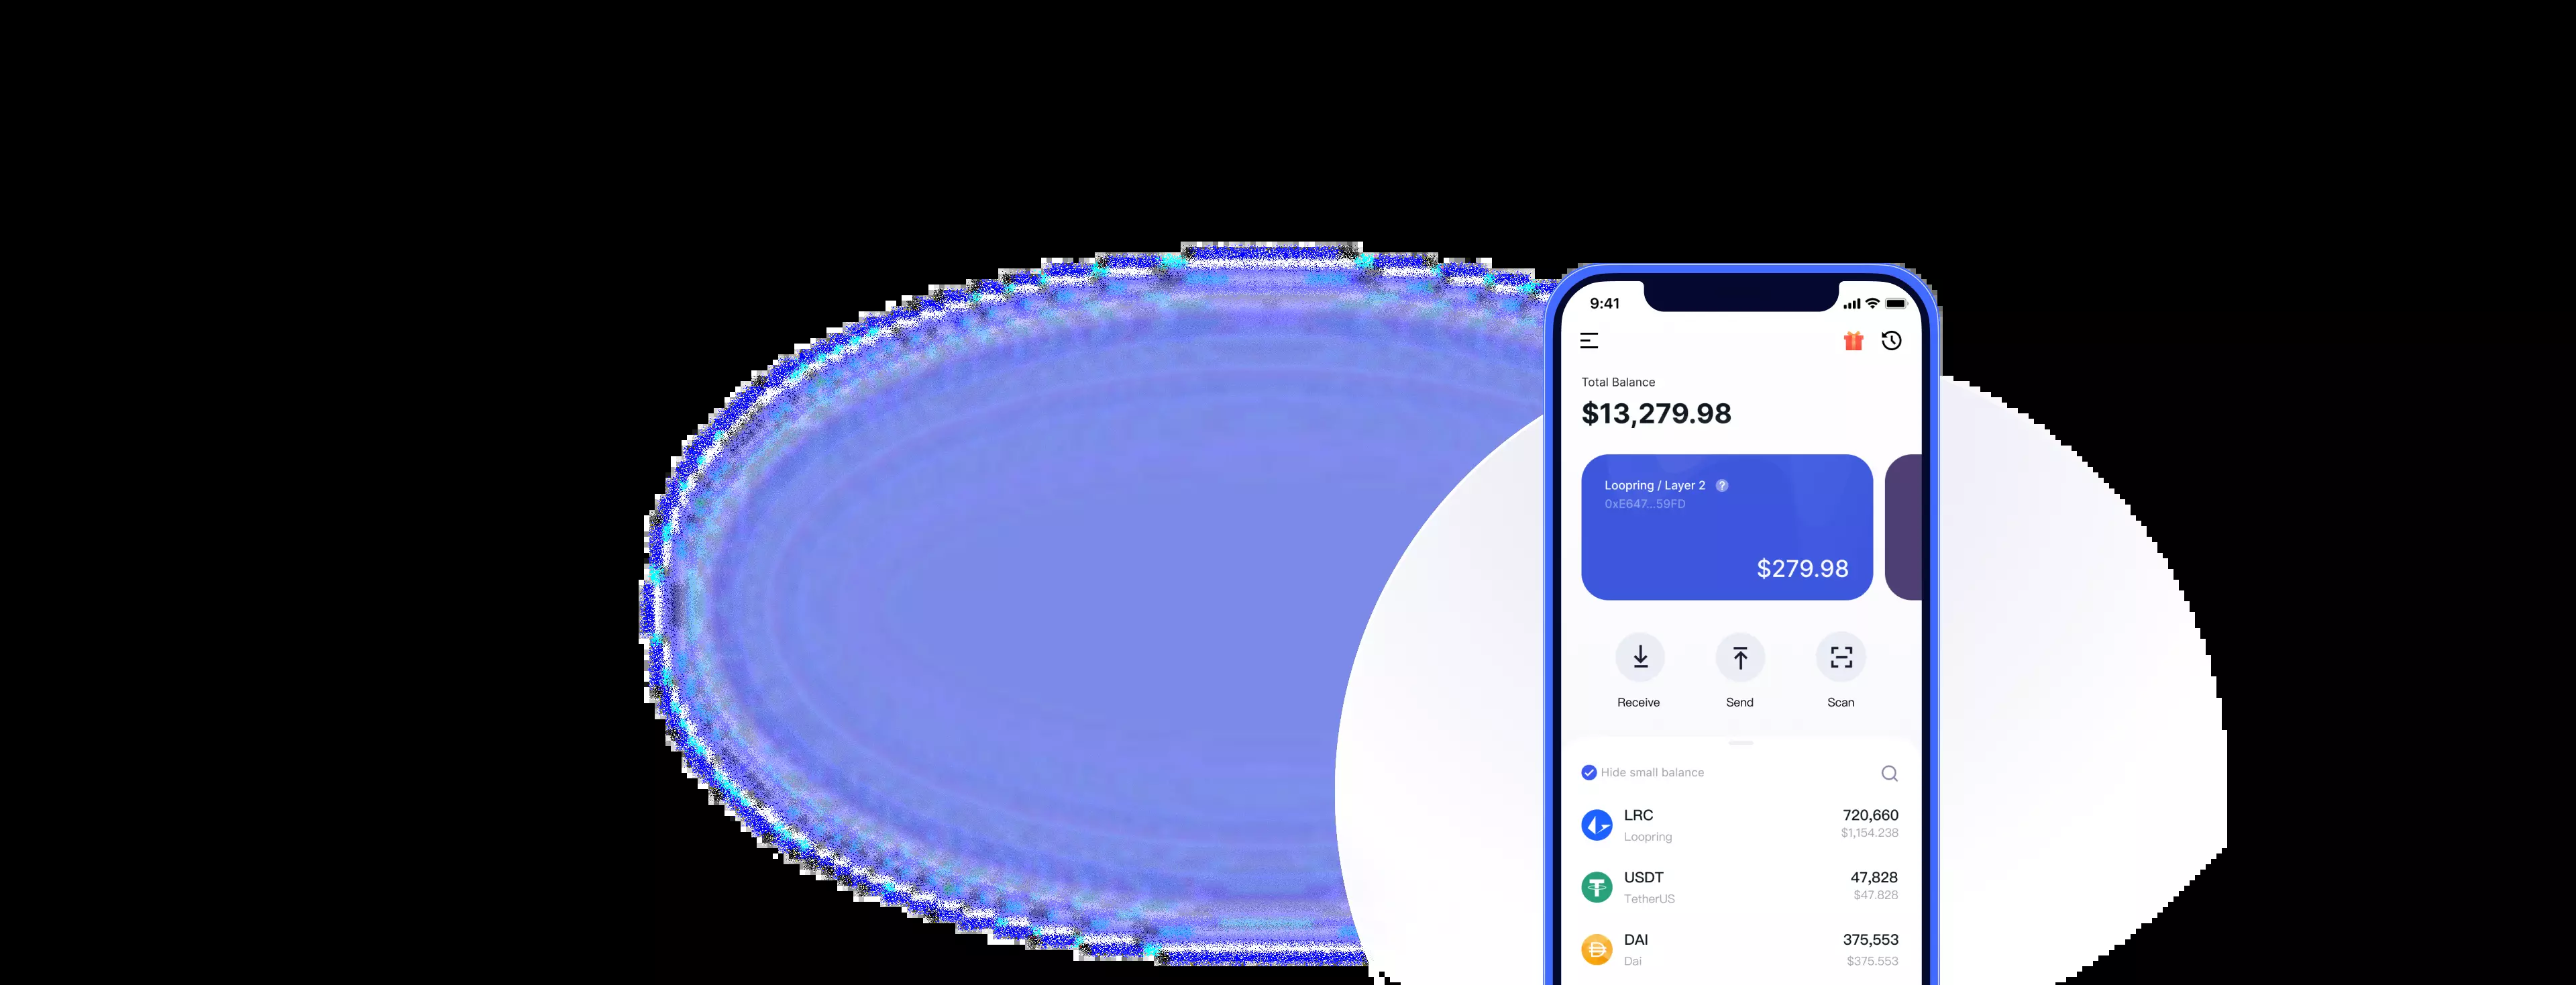 9:41
Total Balance
$13,279.98
Loopring / Layer 2 ?
0xE647...59FD
$279.98
Receive Send Scan
Hide small balance
LRC 720,660
Loopring $1,154.238
USDT 47,828
TetherUS $47.828
DAI 375,553
Dai $375.553